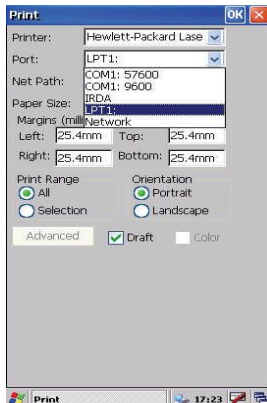 Print OK
Printer: Hewlett-Packard Lase
Port: LPT1:
COM1: 57600
Net Path: COM1: 9600
IRDA
Paper Size: LPT1:
Margins (milli Network
Left: 25.4mm Top: 25.4mm
Right: 25.4mm Bottom: 25.4mm
Print Range Orientation
All Portrait
Selection Landscape
Advanced Draft Color
Print 17:23